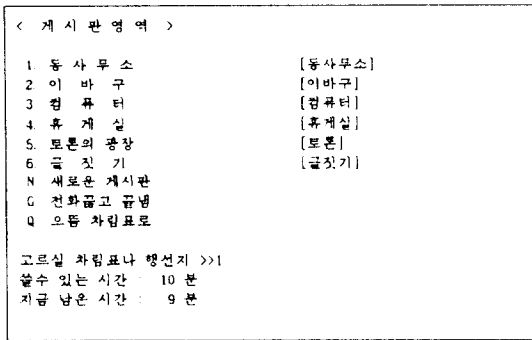 < 게 시 판 영 역 >
1. 동 사 무 소 [동사무소]
2. 이 바 구 [이바구]
3. 컴 퓨 터 [컴퓨터]
4. 휴 게 실 [휴게실]
5. 토론의 광장 [토론]
6. 글 짓 기 [글짓기]
N 새로운 게시판
G 전화끊고 끝냄
Q 으뜸 차림표로
고르실 차림표나 행선지 >>1
쓸수 있는 시간 : 10 분
지금 남은 시간 : 9 분